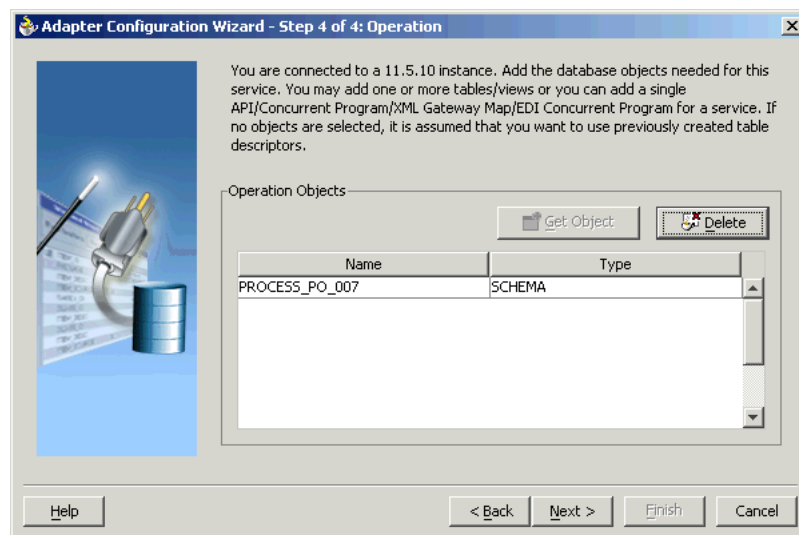 Adapter Configuration Wizard - Step 4 of 4: Operation
You are connected to a 11.5.10 instance. Add the database objects needed for this
service. You may add one or more tables/views or you can add a single
API/Concurrent Program/XML Gateway Map/EDI Concurrent Program for a service. If
no objects are selected, it is assumed that you want to use previously created table
descriptors.
Operation Objects
Get Object Delete
Name Type
PROCESS_PO_007 SCHEMA
Help < Back Next > Finish Cancel